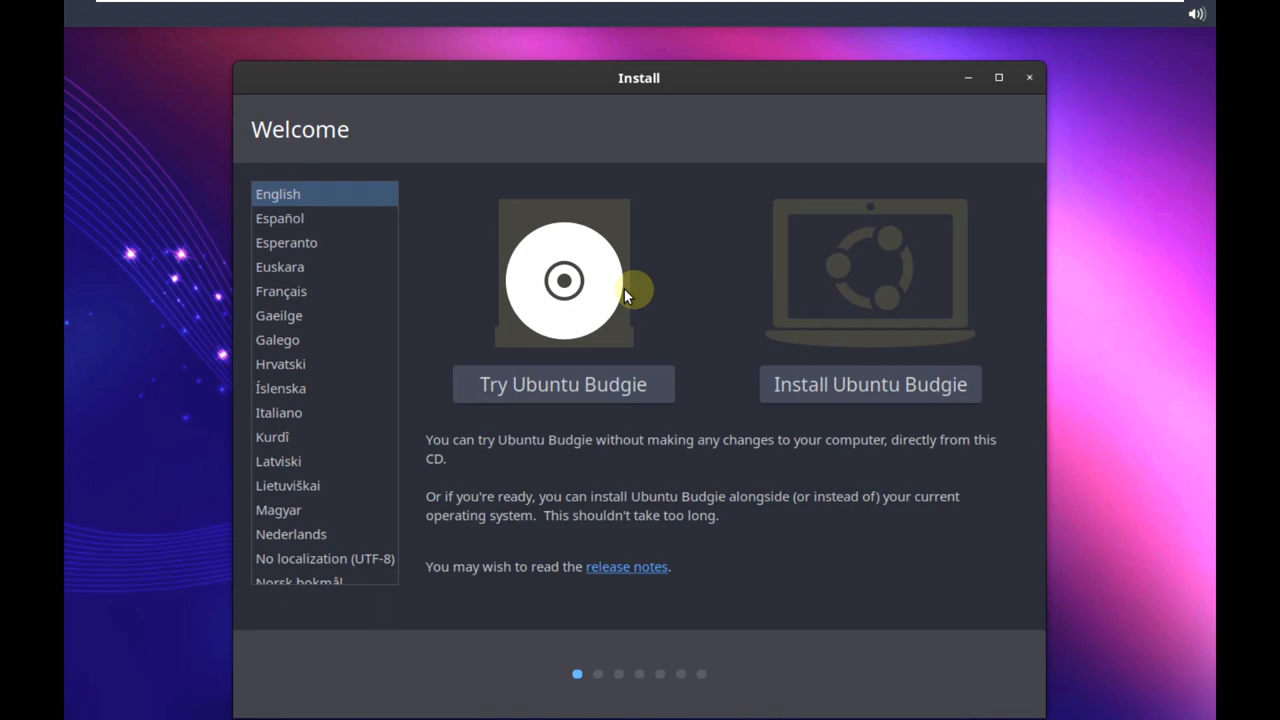 Install
Welcome
English
Español
Esperanto
Euskara
Français
Gaeilge
Galego
Hrvatski
Íslenska
Italiano
Kurdî
Latviski
Lietuviškai
Magyar
Nederlands
No localization (UTF-8)
Norsk bokmål
Try Ubuntu Budgie
Install Ubuntu Budgie
You can try Ubuntu Budgie without making any changes to your computer, directly from this
CD.
Or if you're ready, you can install Ubuntu Budgie alongside (or instead of) your current
operating system. This shouldn't take too long.
You may wish to read the release notes.